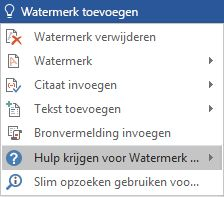 Watermerk toevoegen
Watermerk verwijderen
Watermerk
Citaat invoegen
Tekst toevoegen
Bronvermelding invoegen
Hulp krijgen voor Watermerk ...
Slim opzoeken gebruiken voo...